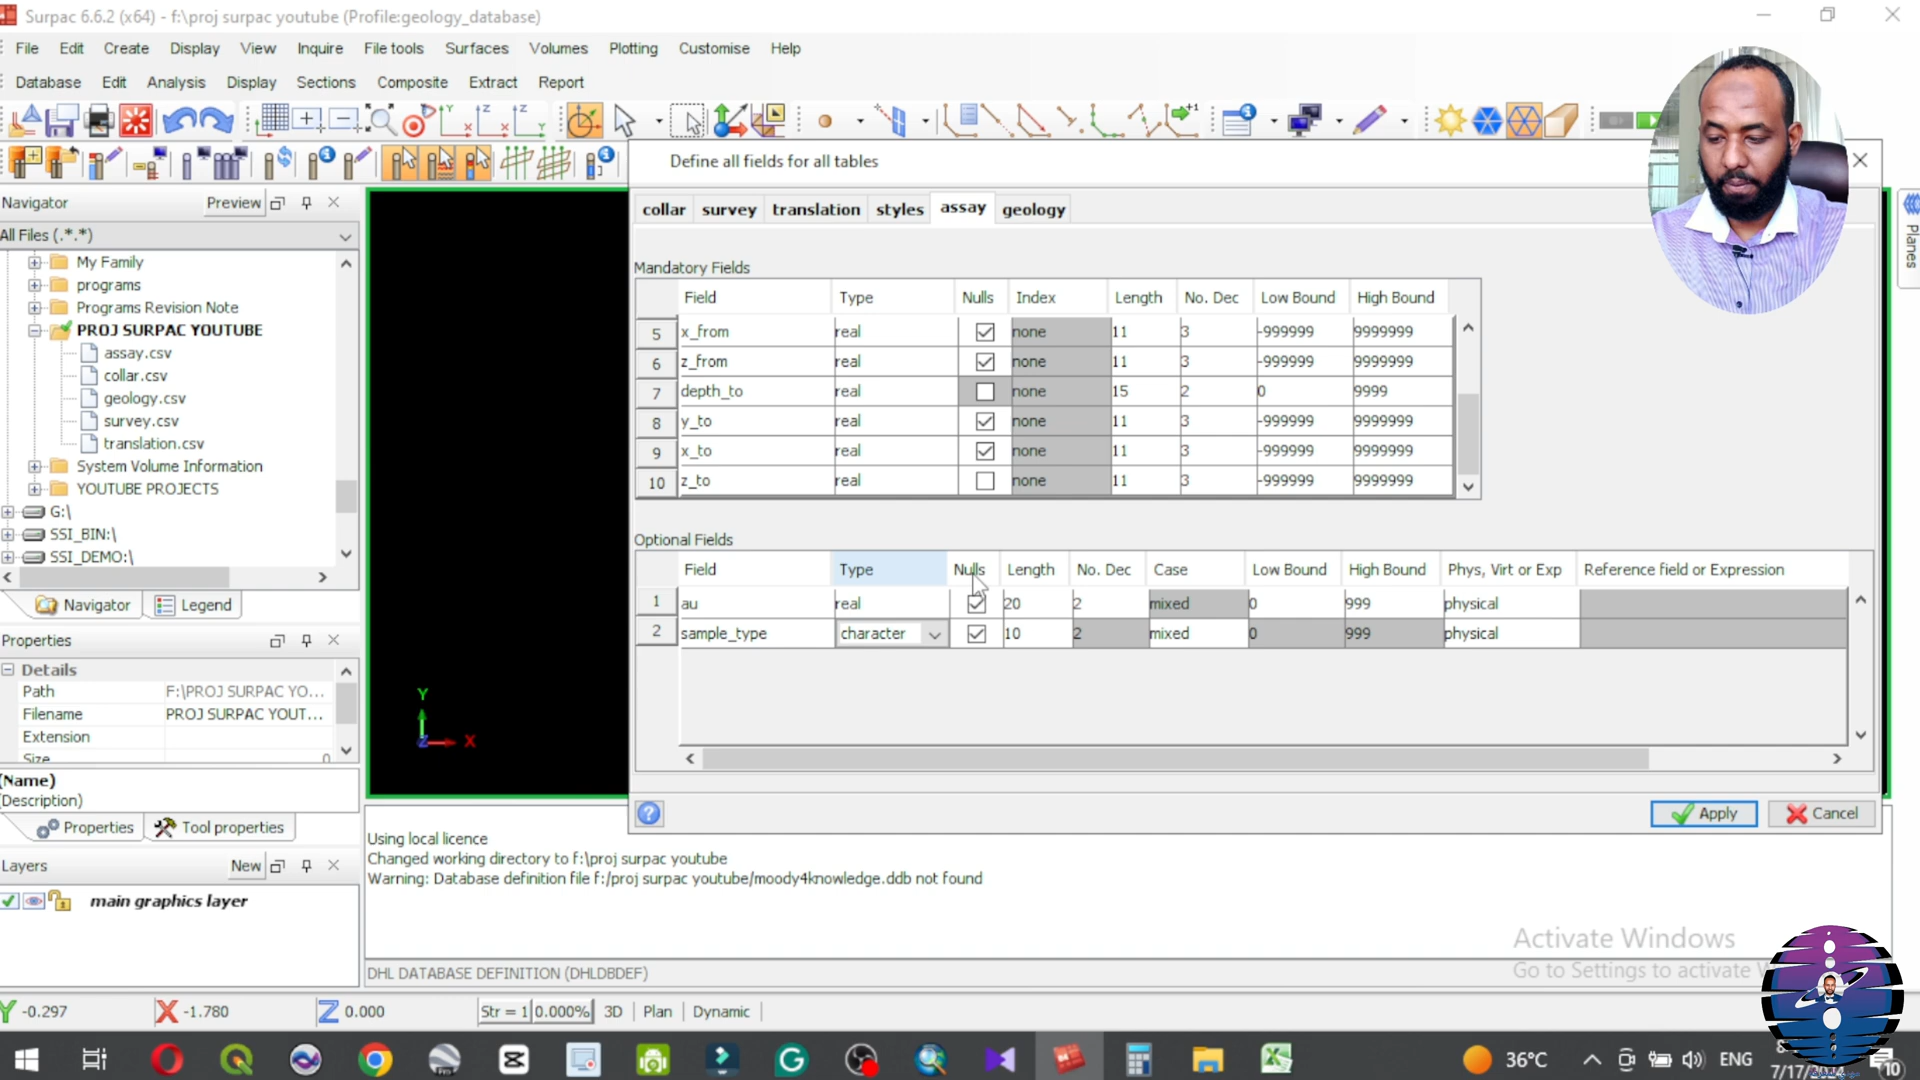 Surpac 6.6.2 (x64) - f:\proj surpac youtube (Profile:geology_database)
File Edit Create Display View Inquire File tools Surfaces Volumes Plotting Customise Help
Database Edit Analysis Display Sections Composite Extract Report
Define all fields for all tables
Navigator Preview
All Files (*.*)
My Family
programs
Programs Revision Note
PROJ SURPAC YOUTUBE
assay.csv
collar.csv
geology.csv
survey.csv
translation.csv
System Volume Information
YOUTUBE PROJECTS
G:\
SSI_BIN:\
SSI_DEMO:\
Navigator Legend
Properties
Details
Path F:\PROJ SURPAC YO...
Filename PROJ SURPAC YOUT...
Extension
Size 0
(Name)
(Description)
Properties Tool properties
Layers New
main graphics layer
collar survey translation styles assay geology
Mandatory Fields
Field Type Nulls Index Length No. Dec Low Bound High Bound
5 x_from real none 11 3 -999999 9999999
6 z_from real none 11 3 -999999 9999999
7 depth_to real none 15 2 0 9999
8 y_to real none 11 3 -999999 9999999
9 x_to real none 11 3 -999999 9999999
10 z_to real none 11 3 -999999 9999999
Optional Fields
Field Type Nulls Length No. Dec Case Low Bound High Bound Phys, Virt or Exp Reference field or Expression
1 au real 20 2 mixed 0 999 physical
2 sample_type character 10 2 mixed 0 999 physical
Apply Cancel
Planes
Y
Z X
Using local licence
Changed working directory to f:\proj surpac youtube
Warning: Database definition file f:/proj surpac youtube/moody4knowledge.ddb not found
DHL DATABASE DEFINITION (DHLDBDEF)
Activate Windows
Go to Settings to activate
Y -0.297 X -1.780 Z 0.000 Str = 1 0.000% 3D Plan Dynamic
36°C ENG
10